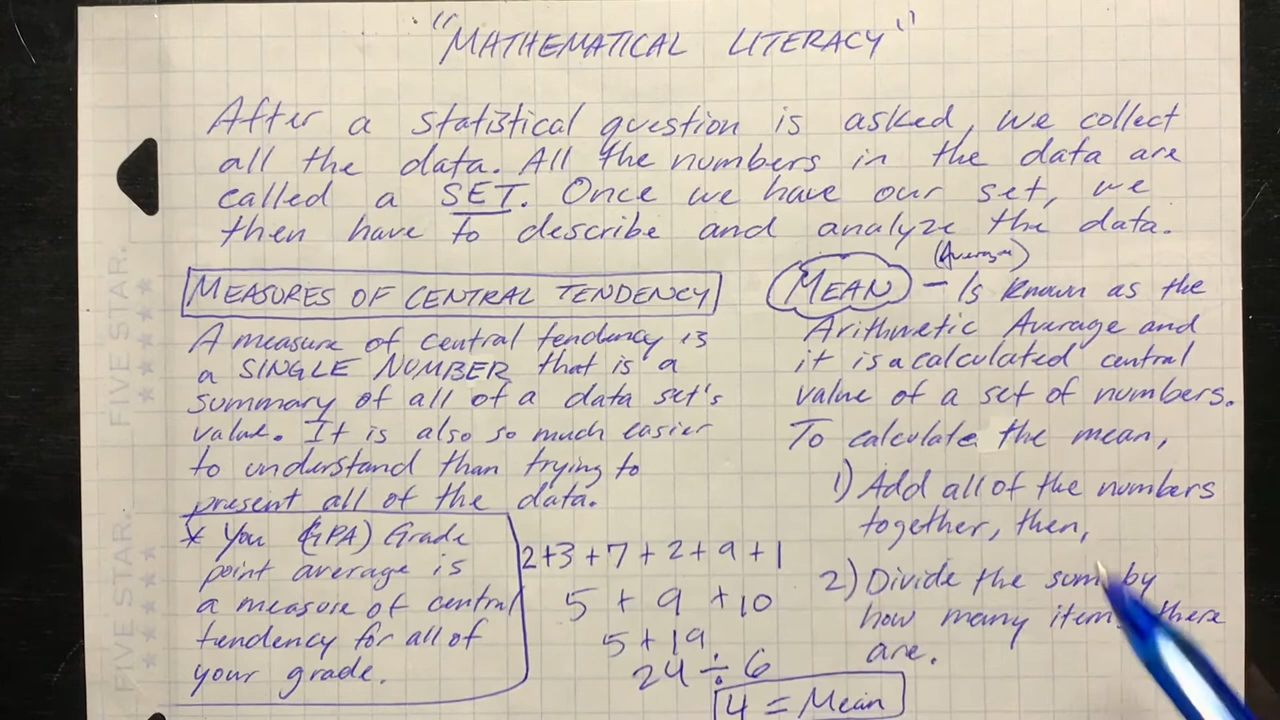 "MATHEMATICAL LITERACY"
After a statistical question is asked, we collect
all the data. All the numbers in the data are
called a SET. Once we have our set, we
then have to describe and analyze the data.
MEASURES OF CENTRAL TENDENCY
A measure of central tendency is
a SINGLE NUMBER that is a
summary of all of a data set's
value. It is also so much easier
to understand than trying to
present all of the data.
* You (GPA) Grade
point average is
a measure of central
tendency for all of
your grade.
2+3+7+2+9+1
5 + 9 +10
5+19
24 ÷ 6
4 = Mean
(Average)
MEAN - Is known as the
Arithmetic Average and
it is a calculated central
value of a set of numbers.
To calculate the mean,
1) Add all of the numbers
together, then,
2) Divide the sum by
how many items there
are.
FIVE STAR.
FIVE STAR.